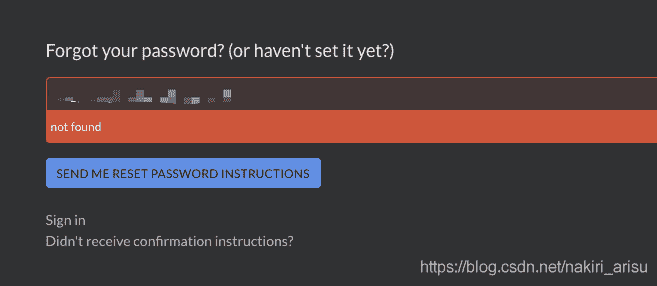 Forgot your password? (or haven't set it yet?)
not found
SEND ME RESET PASSWORD INSTRUCTIONS
Sign in
Didn't receive confirmation instructions?
https://blog.csdn.net/nakiri_arisu